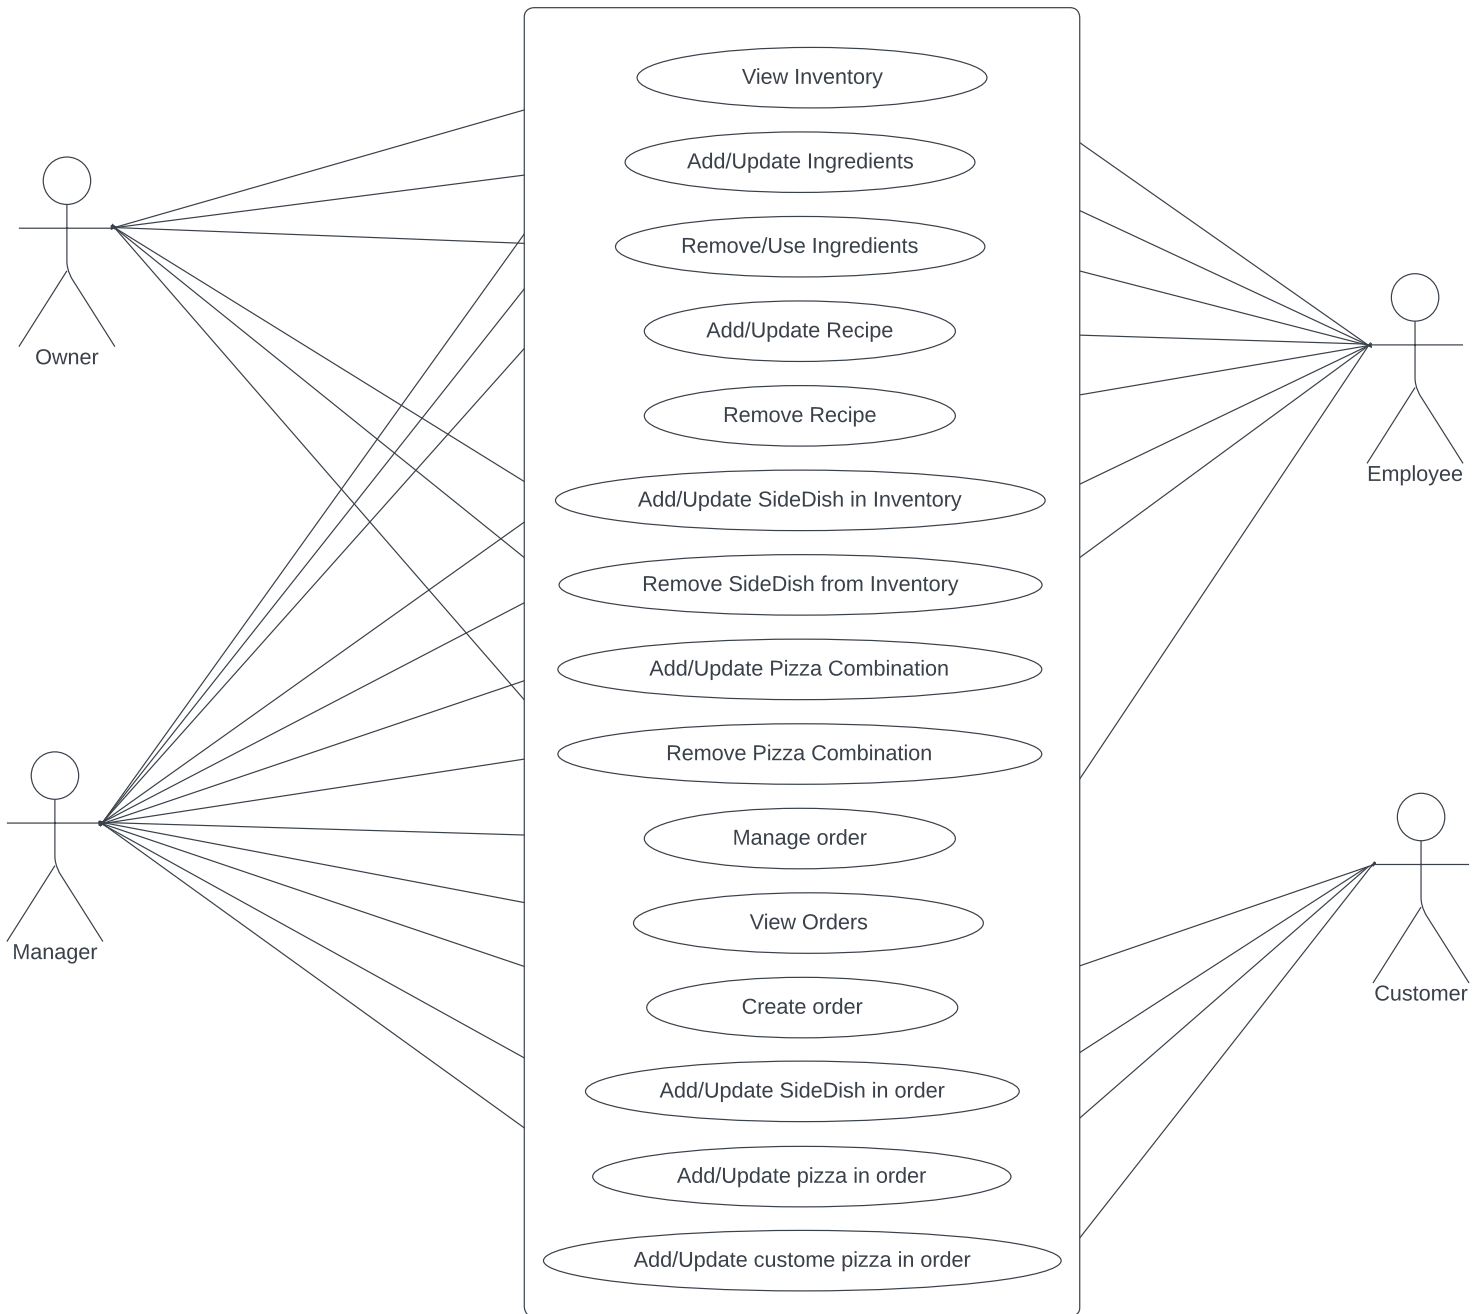 View Inventory
Add/Update Ingredients
Remove/Use Ingredients
Add/Update Recipe
Owner
Remove Recipe
Employee
Add/Update SideDish in Inventory
Remove SideDish from Inventory
Add/Update Pizza Combination
Remove Pizza Combination
Manage order
View Orders
Manager
Customer
Create order
Add/Update SideDish in order
Add/Update pizza in order
Add/Update custome pizza in order